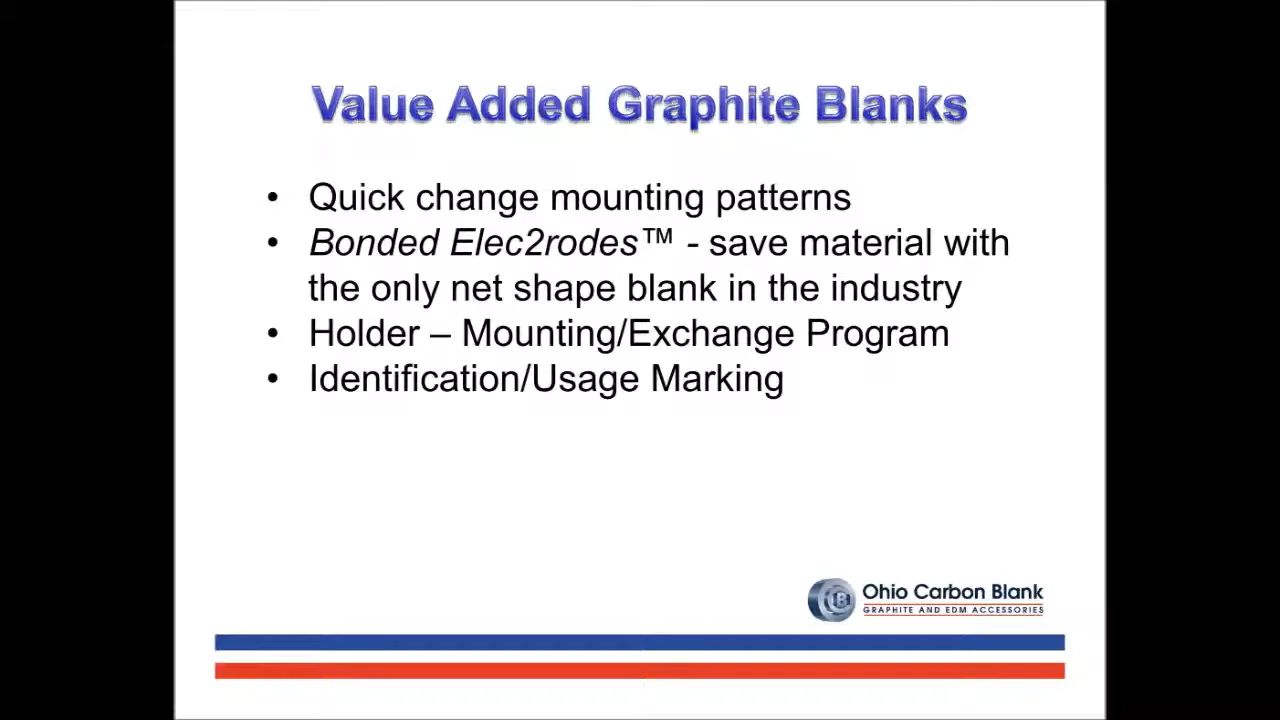 Value Added Graphite Blanks
• Quick change mounting patterns
• Bonded Elec2rodes™ - save material with
the only net shape blank in the industry
• Holder – Mounting/Exchange Program
• Identification/Usage Marking
Ohio Carbon Blank
GRAPHITE AND EDM ACCESSORIES